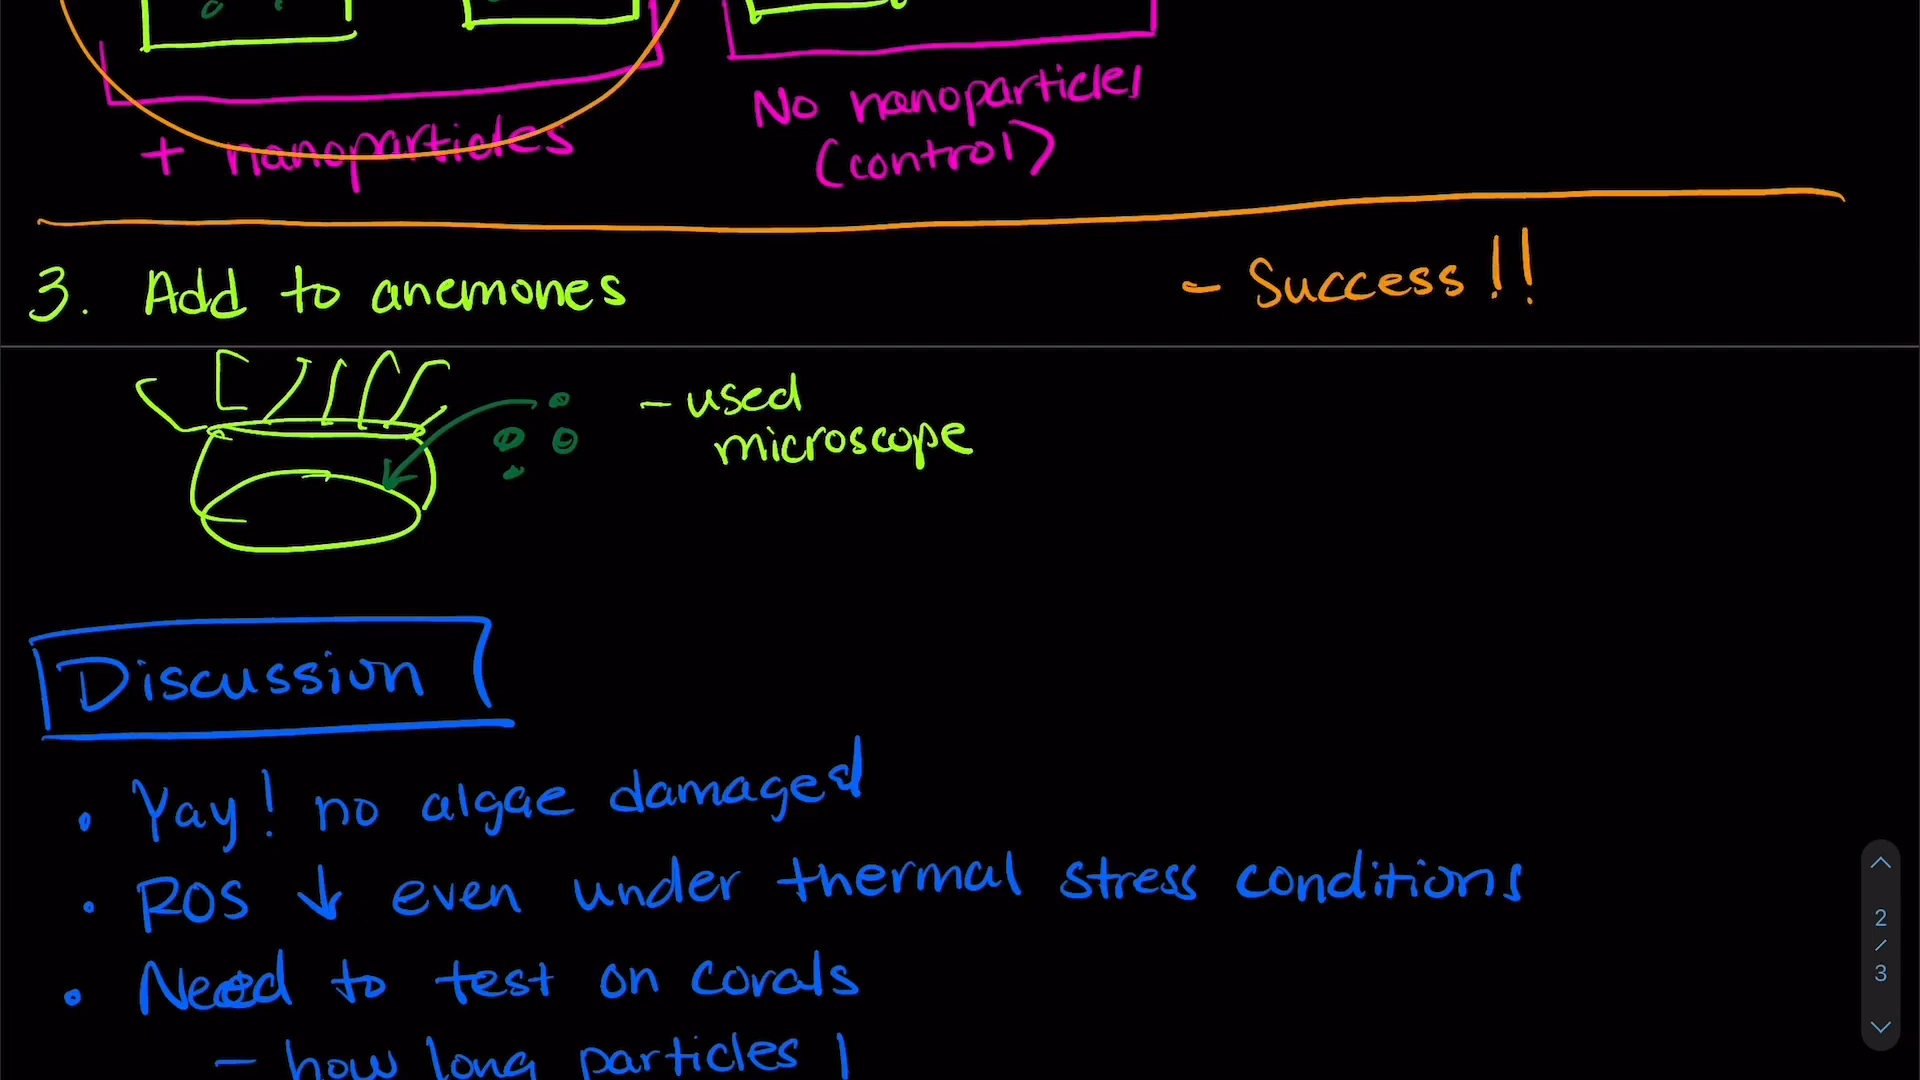 + nanoparticles
No nanoparticles
(control)
3. Add to anemones
- Success!!
- used
microscope
Discussion
• Yay! no algae damaged
• ROS ↓ even under thermal stress conditions
• Need to test on corals
- how long particles
2
/
3